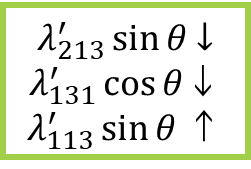 λ′₂₁₃ sin θ ↓
λ′₁₃₁ cos θ ↓
λ′₁₁₃ sin θ ↑